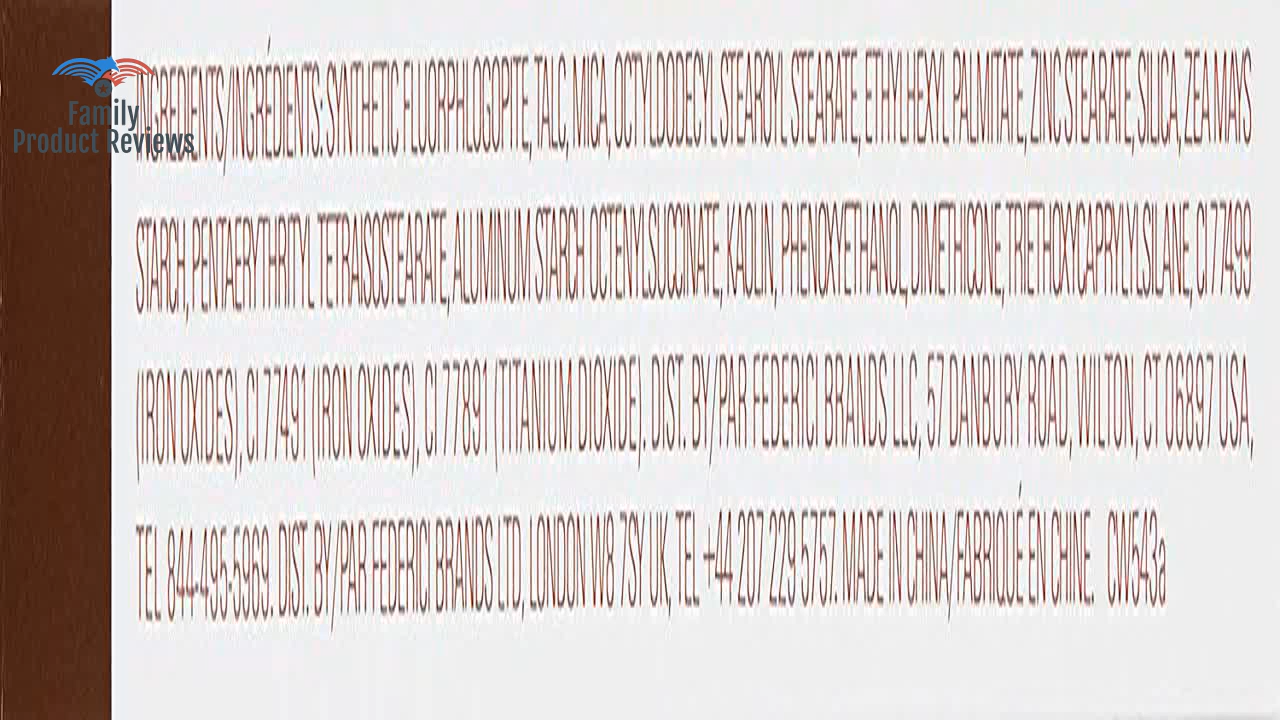 Family
Product Reviews
INGREDIENTS/INGRÉDIENTS: SYNTHETIC FLUORPHLOGOPITE, TALC, MICA, OCTYLDODECYL STEAROYL STEARATE, ETHYLHEXYL PALMITATE, ZINC STEARATE, SILICA, ZEA MAYS
STARCH, PENTAERYTHRITYL TETRAISOSTEARATE, ALUMINUM STARCH OCTENYLSUCCINATE, KAOLIN, PHENOXYETHANOL, DIMETHICONE, TRIETHOXYCAPRYLYLSILANE, CI 77499
(IRON OXIDES), CI 77491 (IRON OXIDES), CI 77891 (TITANIUM DIOXIDE). DIST. BY/PAR FEDERICI BRANDS LLC, 57 DANBURY ROAD, WILTON, CT 06897 USA,
TEL 844-495-5969. DIST. BY/PAR FEDERICI BRANDS LTD, LONDON W8 7SY UK, TEL +44 207 229 5757. MADE IN CHINA/FABRIQUÉ EN CHINE. CW543a